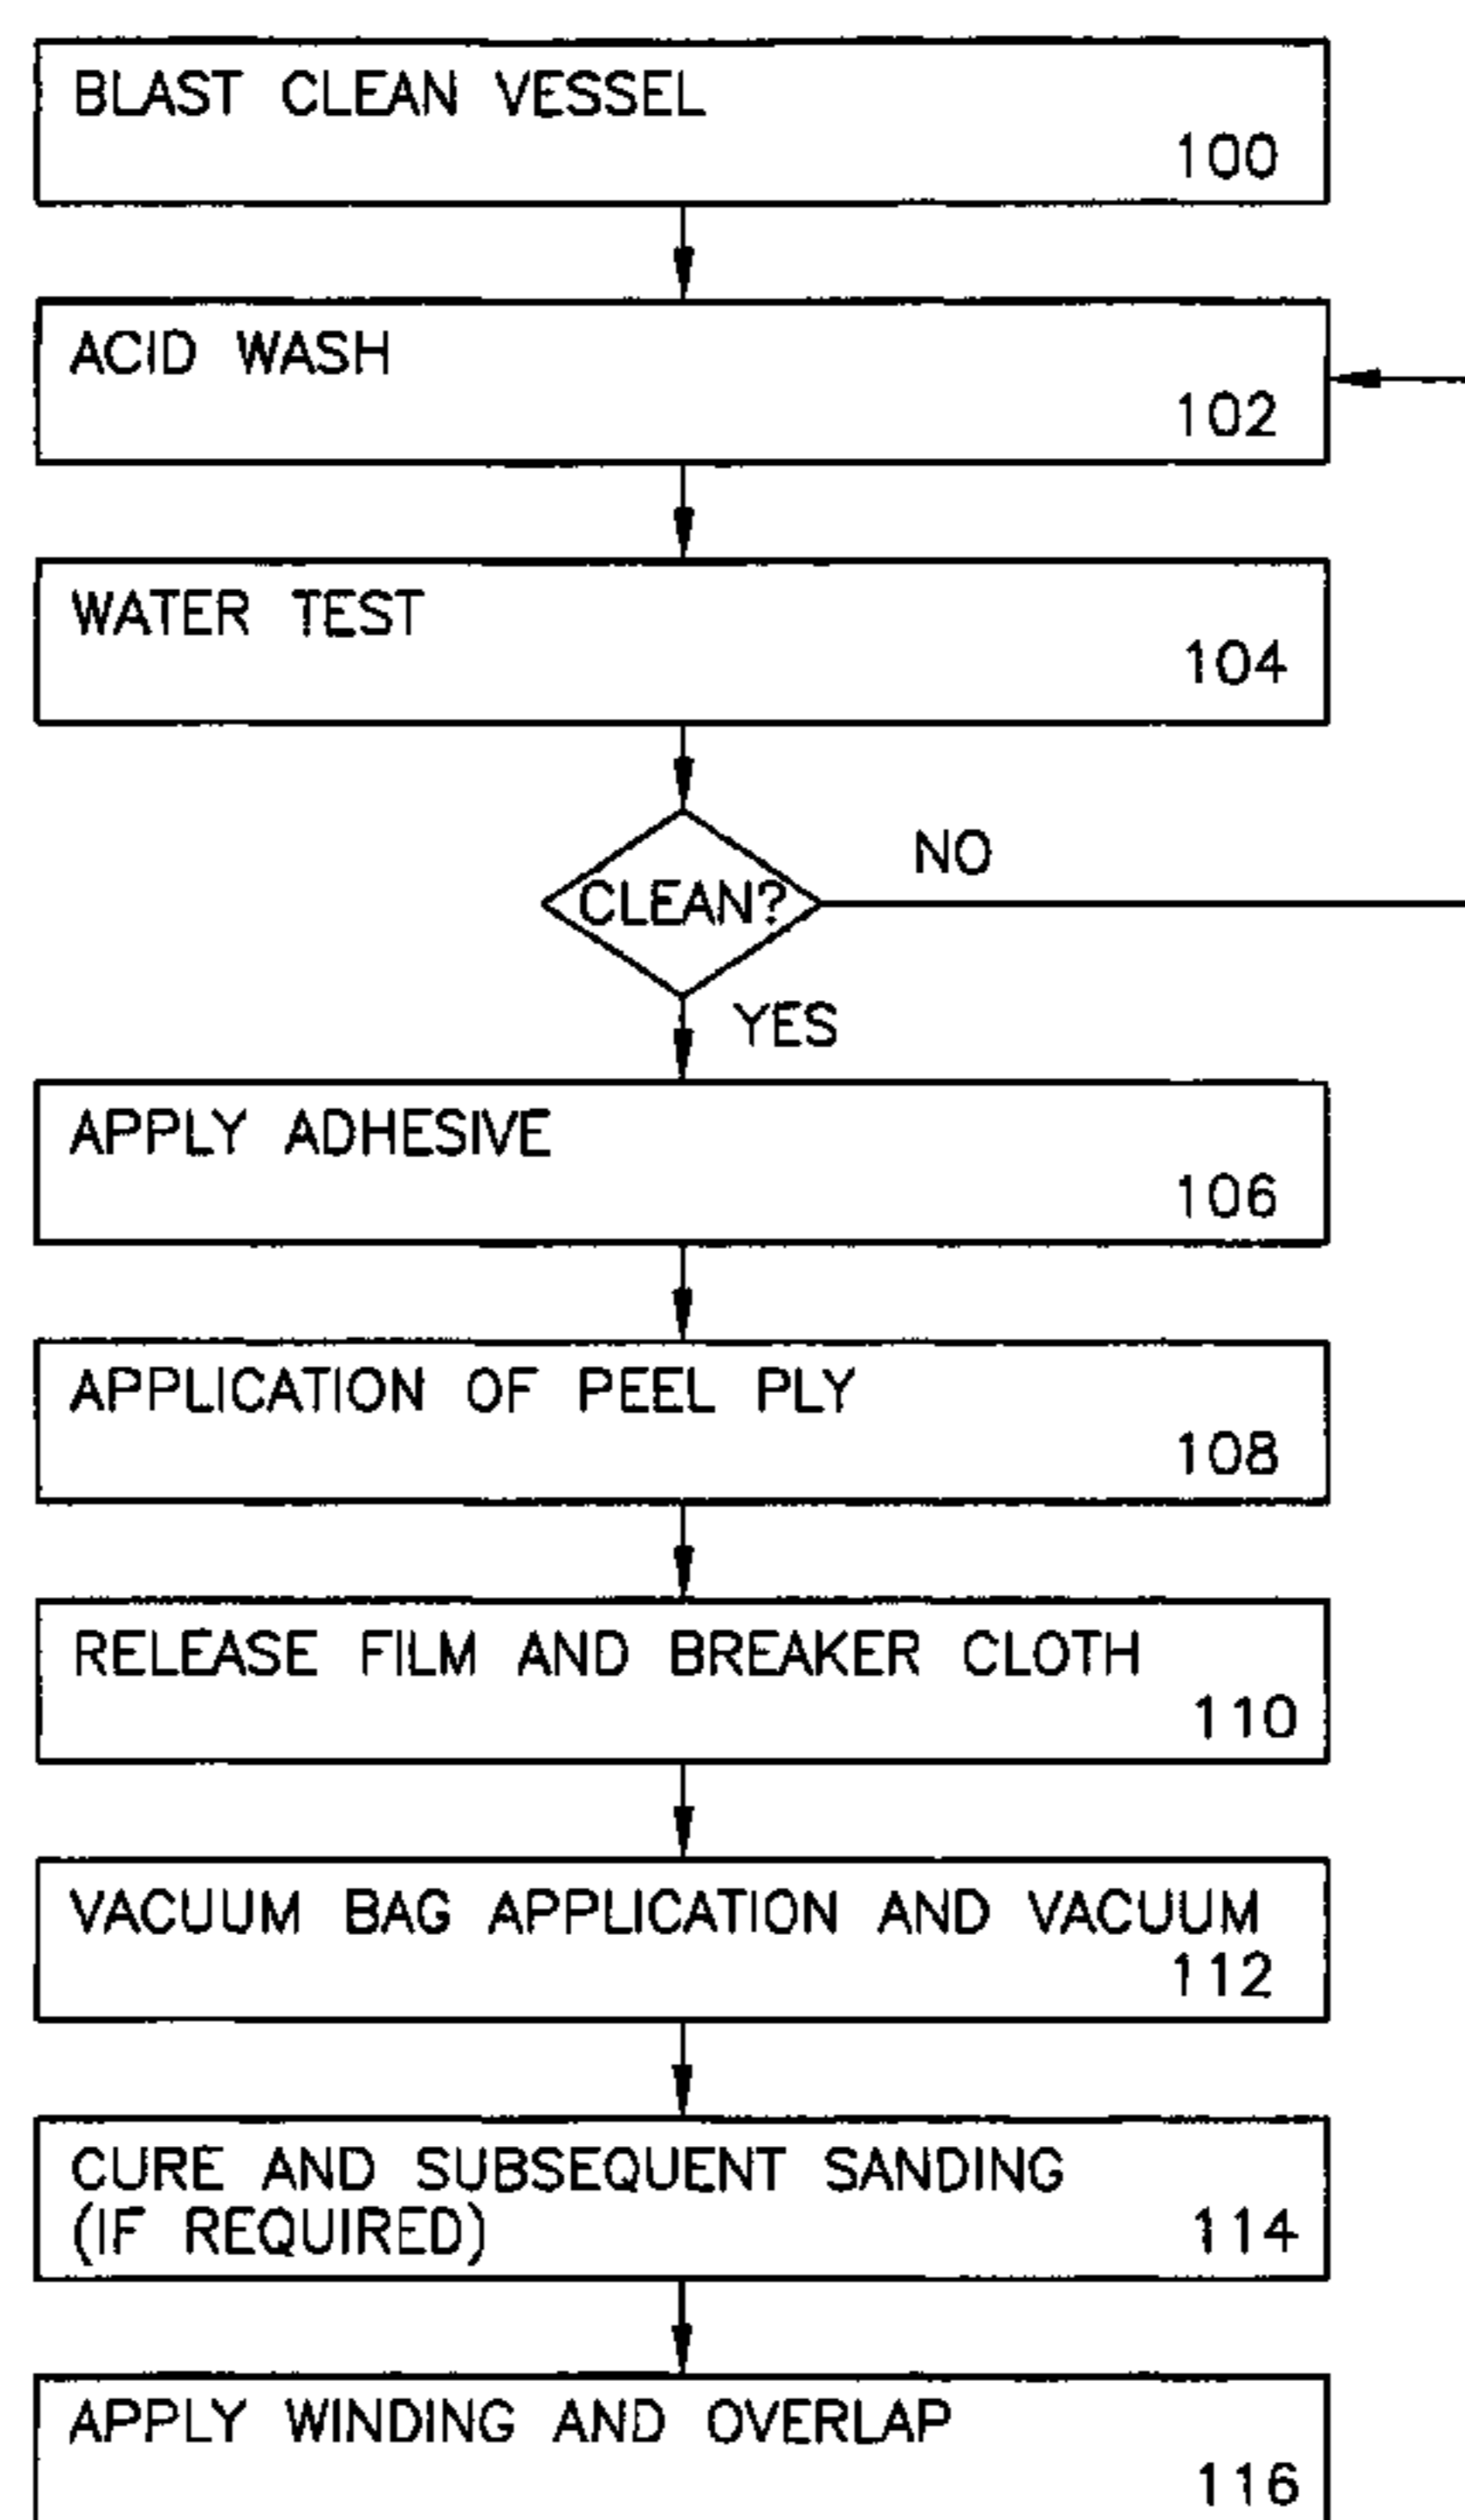 BLAST CLEAN VESSEL
100
ACID WASH
102
WATER TEST
104
NO
CLEAN?
YES
APPLY ADHESIVE
106
APPLICATION OF PEEL PLY
108
RELEASE FILM AND BREAKER CLOTH
110
VACUUM BAG APPLICATION AND VACUUM
112
CURE AND SUBSEQUENT SANDING
(IF REQUIRED) 114
APPLY WINDING AND OVERLAP
116